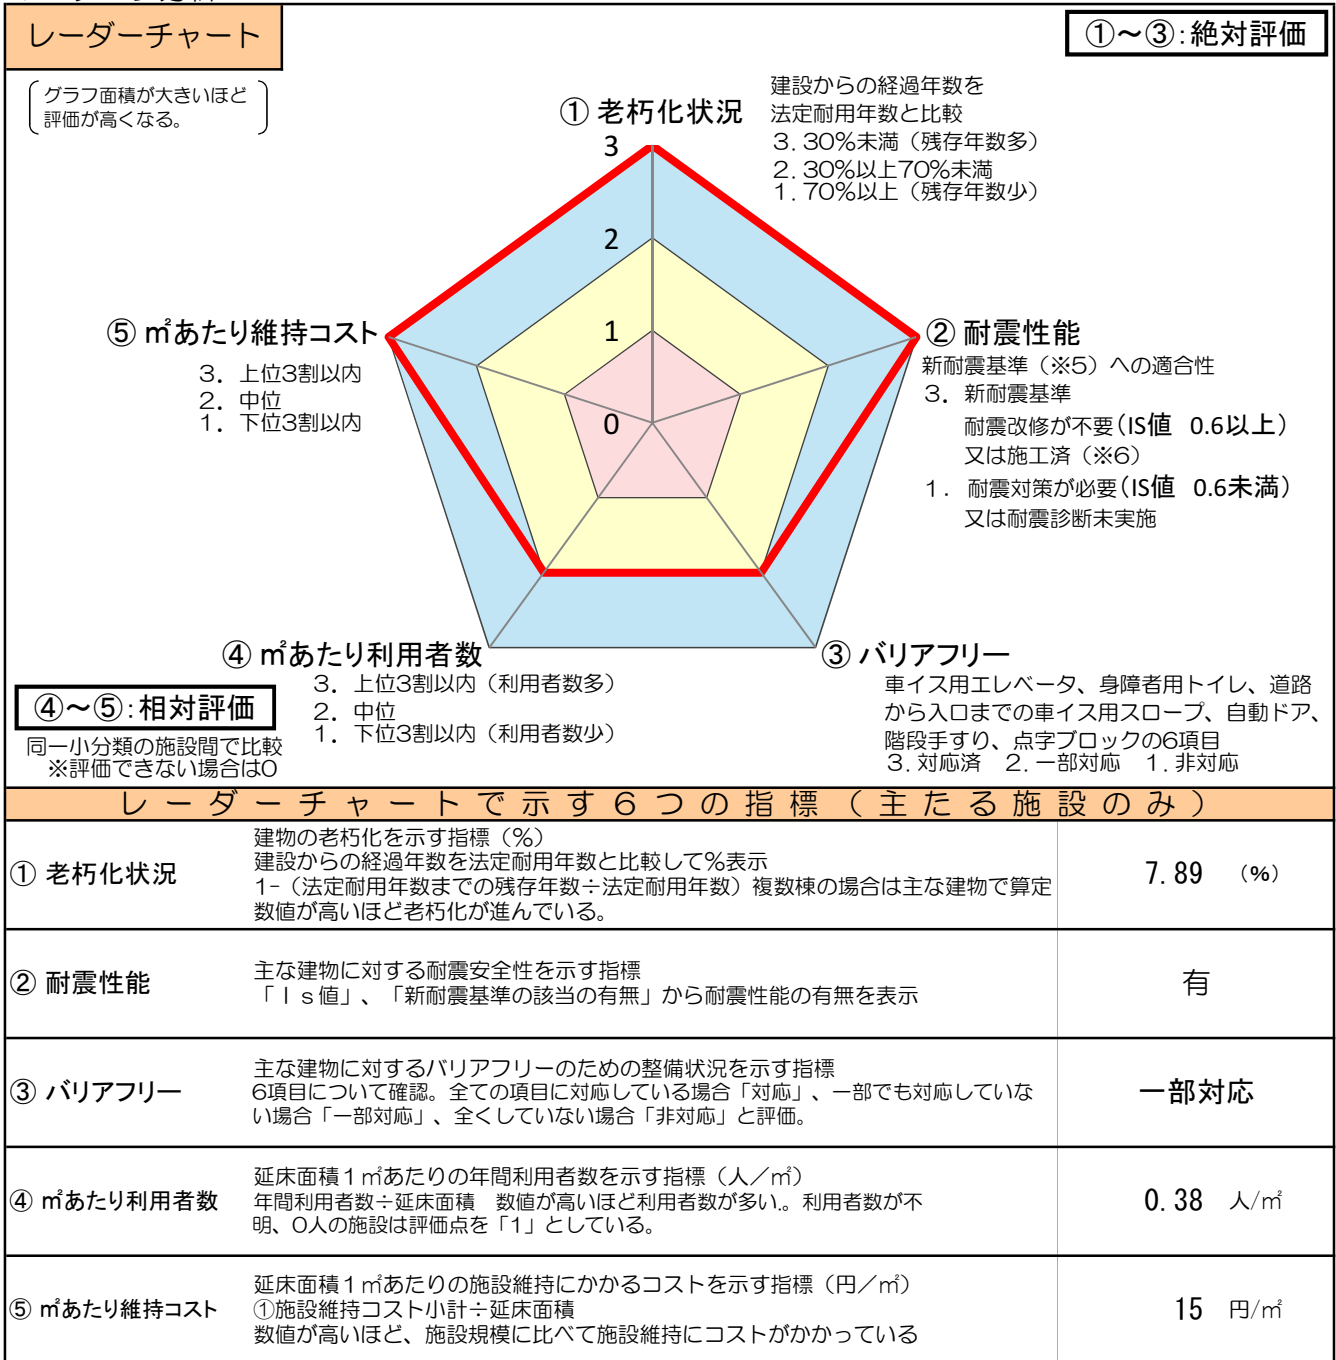 レーダーチャート
①～③:絶対評価
グラフ面積が大きいほど
評価が高くなる。
① 老朽化状況
建設からの経過年数を
法定耐用年数と比較
3. 30%未満（残存年数多）
2. 30%以上70%未満
1. 70%以上（残存年数少）
3
2
1
0
⑤ ㎡あたり維持コスト
3. 上位3割以内
2. 中位
1. 下位3割以内
② 耐震性能
新耐震基準（※5）への適合性
3. 新耐震基準
耐震改修が不要(IS値 0.6以上)
又は施工済（※6）
1. 耐震対策が必要(IS値 0.6未満)
又は耐震診断未実施
④ ㎡あたり利用者数
3. 上位3割以内（利用者数多）
2. 中位
1. 下位3割以内（利用者数少）
③ バリアフリー
車イス用エレベータ、身障者用トイレ、道路
から入口までの車イス用スロープ、自動ドア、
階段手すり、点字ブロックの6項目
3. 対応済 2. 一部対応 1. 非対応
④～⑤:相対評価
同一小分類の施設間で比較
※評価できない場合は0
レーダーチャートで示す６つの指標（主たる施設のみ）
① 老朽化状況
建物の老朽化を示す指標（%）
建設からの経過年数を法定耐用年数と比較して%表示
1-（法定耐用年数までの残存年数÷法定耐用年数）複数棟の場合は主な建物で算定
数値が高いほど老朽化が進んでいる。
7.89 （%）
② 耐震性能
主な建物に対する耐震安全性を示す指標
「Ｉｓ値」、「新耐震基準の該当の有無」から耐震性能の有無を表示
有
③ バリアフリー
主な建物に対するバリアフリーのための整備状況を示す指標
6項目について確認。全ての項目に対応している場合「対応」、一部でも対応していな
い場合「一部対応」、全くしていない場合「非対応」と評価。
一部対応
④ ㎡あたり利用者数
延床面積１㎡あたりの年間利用者数を示す指標（人／㎡）
年間利用者数÷延床面積 数値が高いほど利用者数が多い。利用者数が不
明、0人の施設は評価点を「1」としている。
0.38 人/㎡
⑤ ㎡あたり維持コスト
延床面積１㎡あたりの施設維持にかかるコストを示す指標（円／㎡）
①施設維持コスト小計÷延床面積
数値が高いほど、施設規模に比べて施設維持にコストがかかっている
15 円/㎡